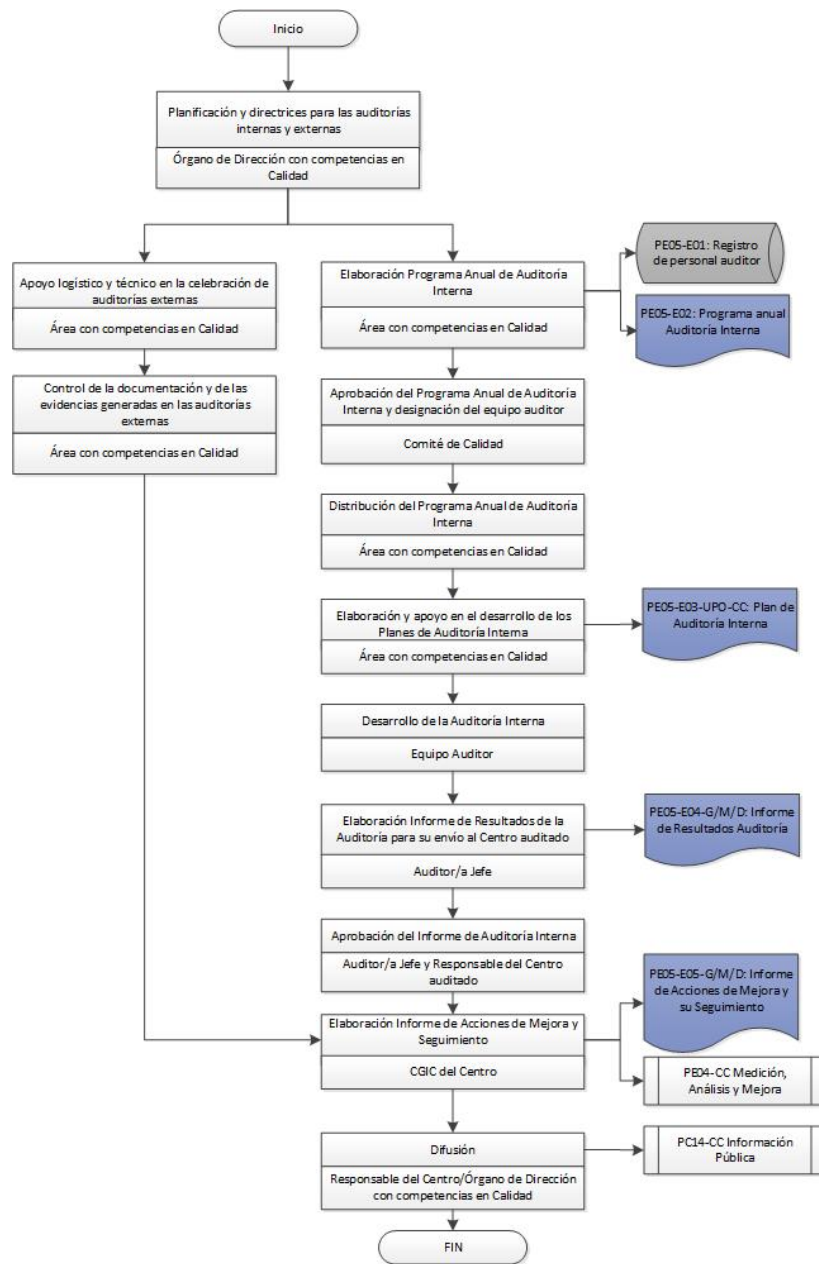 Inicio
Planificación y directrices para las auditorías
internas y externas
Órgano de Dirección con competencias en
Calidad
Apoyo logístico y técnico en la celebración de
auditorías externas
Área con competencias en Calidad
Control de la documentación y de las
evidencias generadas en las auditorías
externas
Área con competencias en Calidad
Elaboración Programa Anual de Auditoría
Interna
Área con competencias en Calidad
PE05-E01: Registro
de personal auditor
PE05-E02: Programa anual
Auditoría Interna
Aprobación del Programa Anual de Auditoría
Interna y designación del equipo auditor
Comité de Calidad
Distribución del Programa Anual de Auditoría
Interna
Área con competencias en Calidad
Elaboración y apoyo en el desarrollo de los
Planes de Auditoría Interna
Área con competencias en Calidad
PE05-E03-UPO-CC: Plan de
Auditoría Interna
Desarrollo de la Auditoría Interna
Equipo Auditor
Elaboración Informe de Resultados de la
Auditoría para su envío al Centro auditado
Auditor/a Jefe
PE05-E04-G/M/D: Informe
de Resultados Auditoría
Aprobación del Informe de Auditoría Interna
Auditor/a Jefe y Responsable del Centro
auditado
Elaboración Informe de Acciones de Mejora y
Seguimiento
CGIC del Centro
PE05-E05-G/M/D: Informe
de Acciones de Mejora y
su Seguimiento
PE04-CC Medición,
Análisis y Mejora
Difusión
Responsable del Centro/Órgano de Dirección
con competencias en Calidad
PC14-CC Información
Pública
FIN